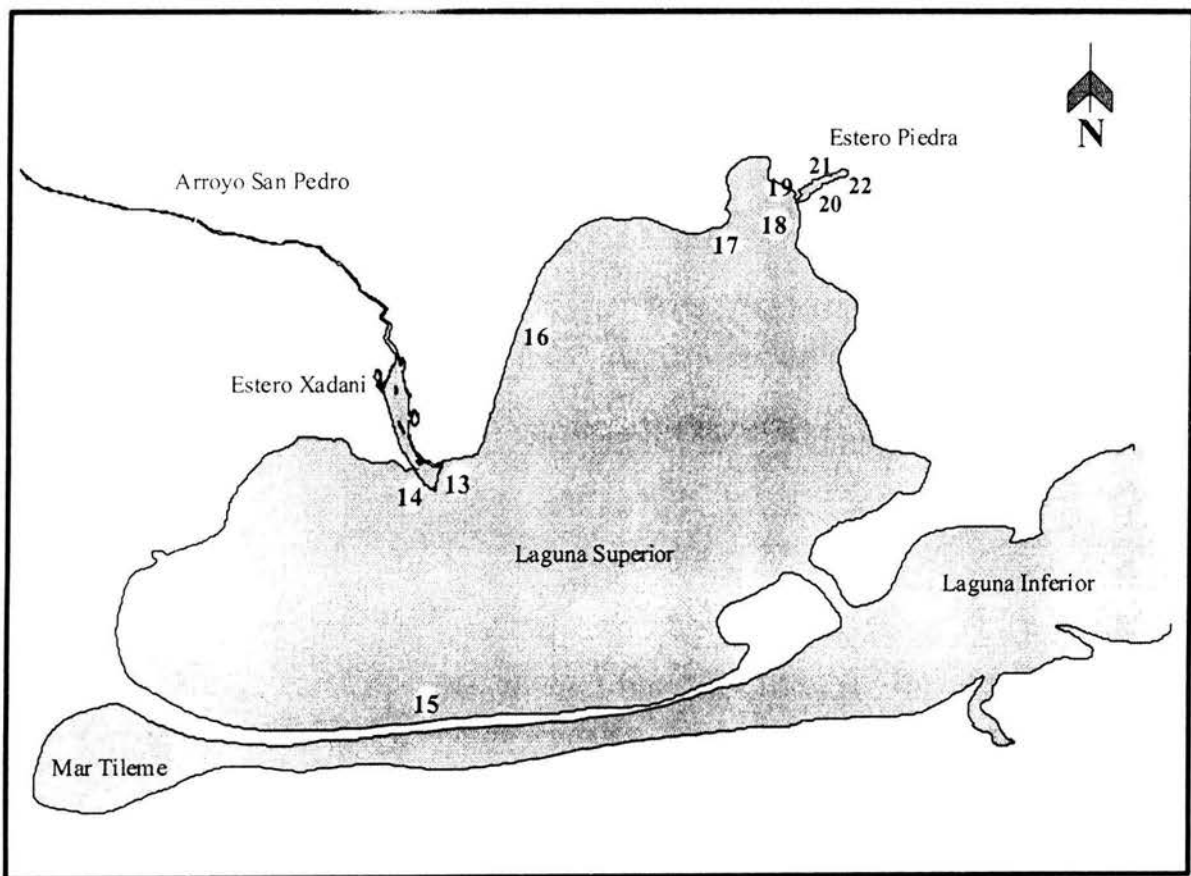 N
Estero Piedra
Arroyo San Pedro
21
19
22
20
18
17
16
Estero Xadani
14
13
Laguna Superior
Laguna Inferior
15
Mar Tileme